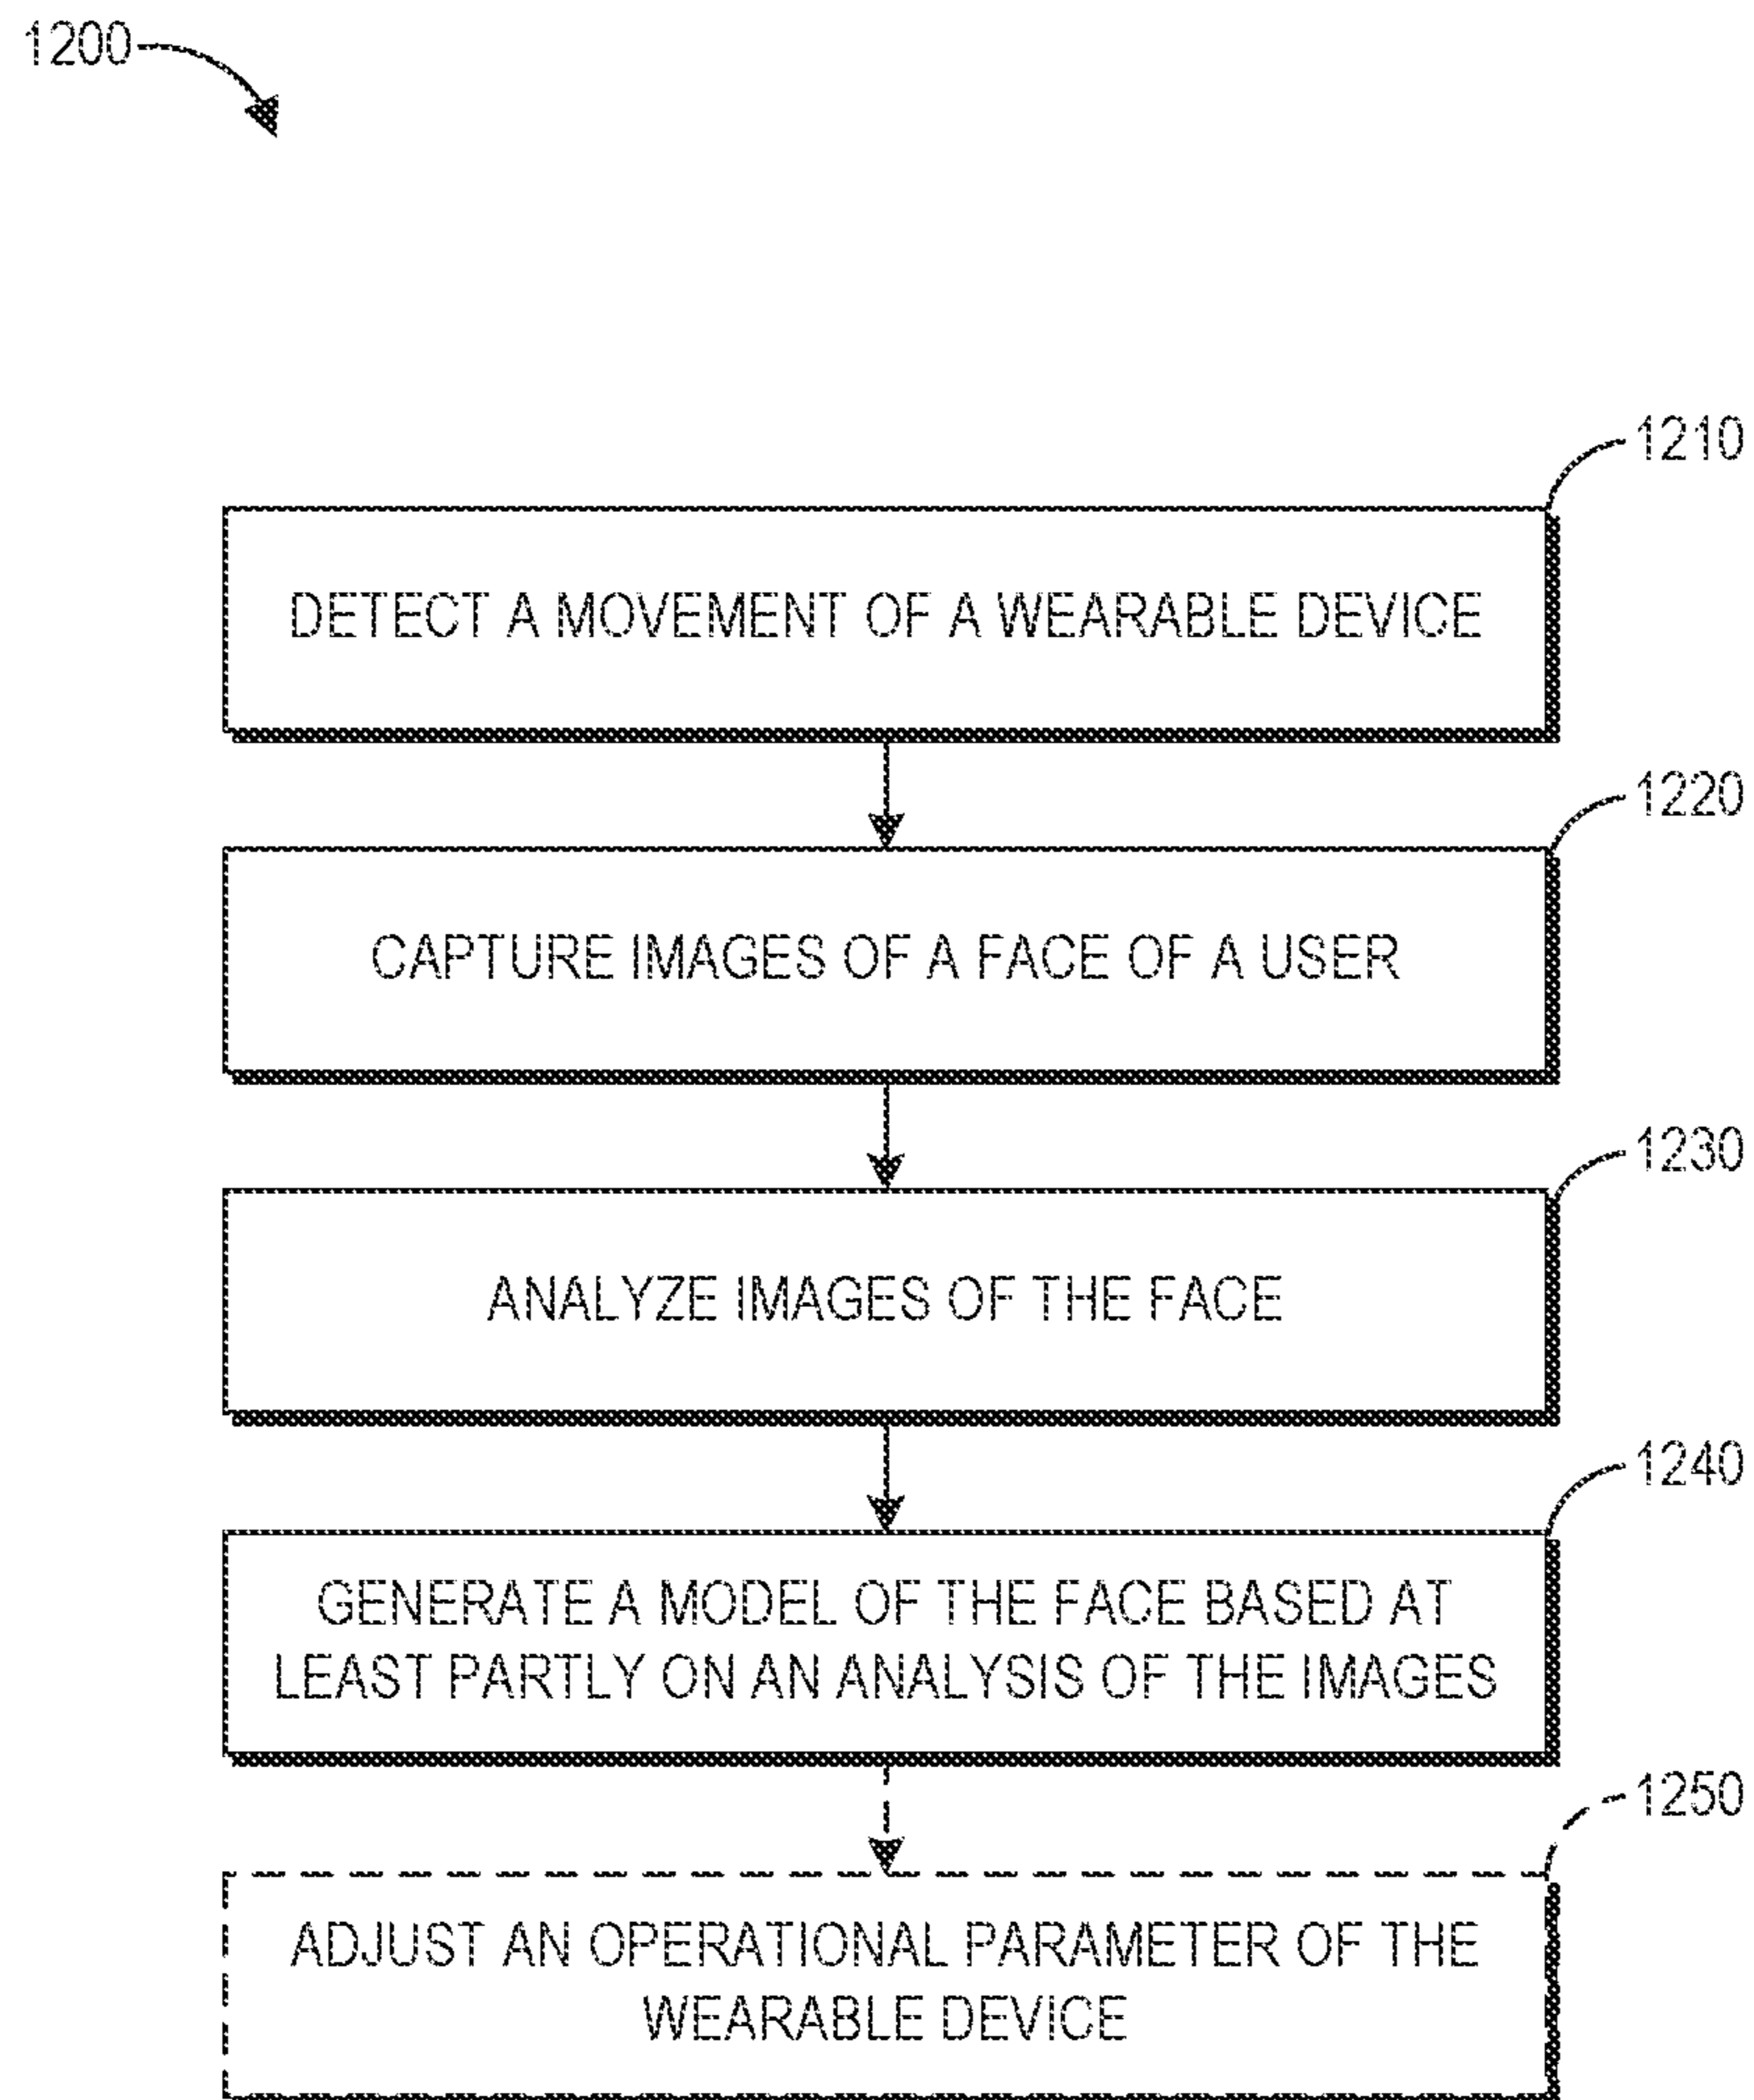 1200
1210
DETECT A MOVEMENT OF A WEARABLE DEVICE
1220
CAPTURE IMAGES OF A FACE OF A USER
1230
ANALYZE IMAGES OF THE FACE
1240
GENERATE A MODEL OF THE FACE BASED AT
LEAST PARTLY ON AN ANALYSIS OF THE IMAGES
1250
ADJUST AN OPERATIONAL PARAMETER OF THE
WEARABLE DEVICE